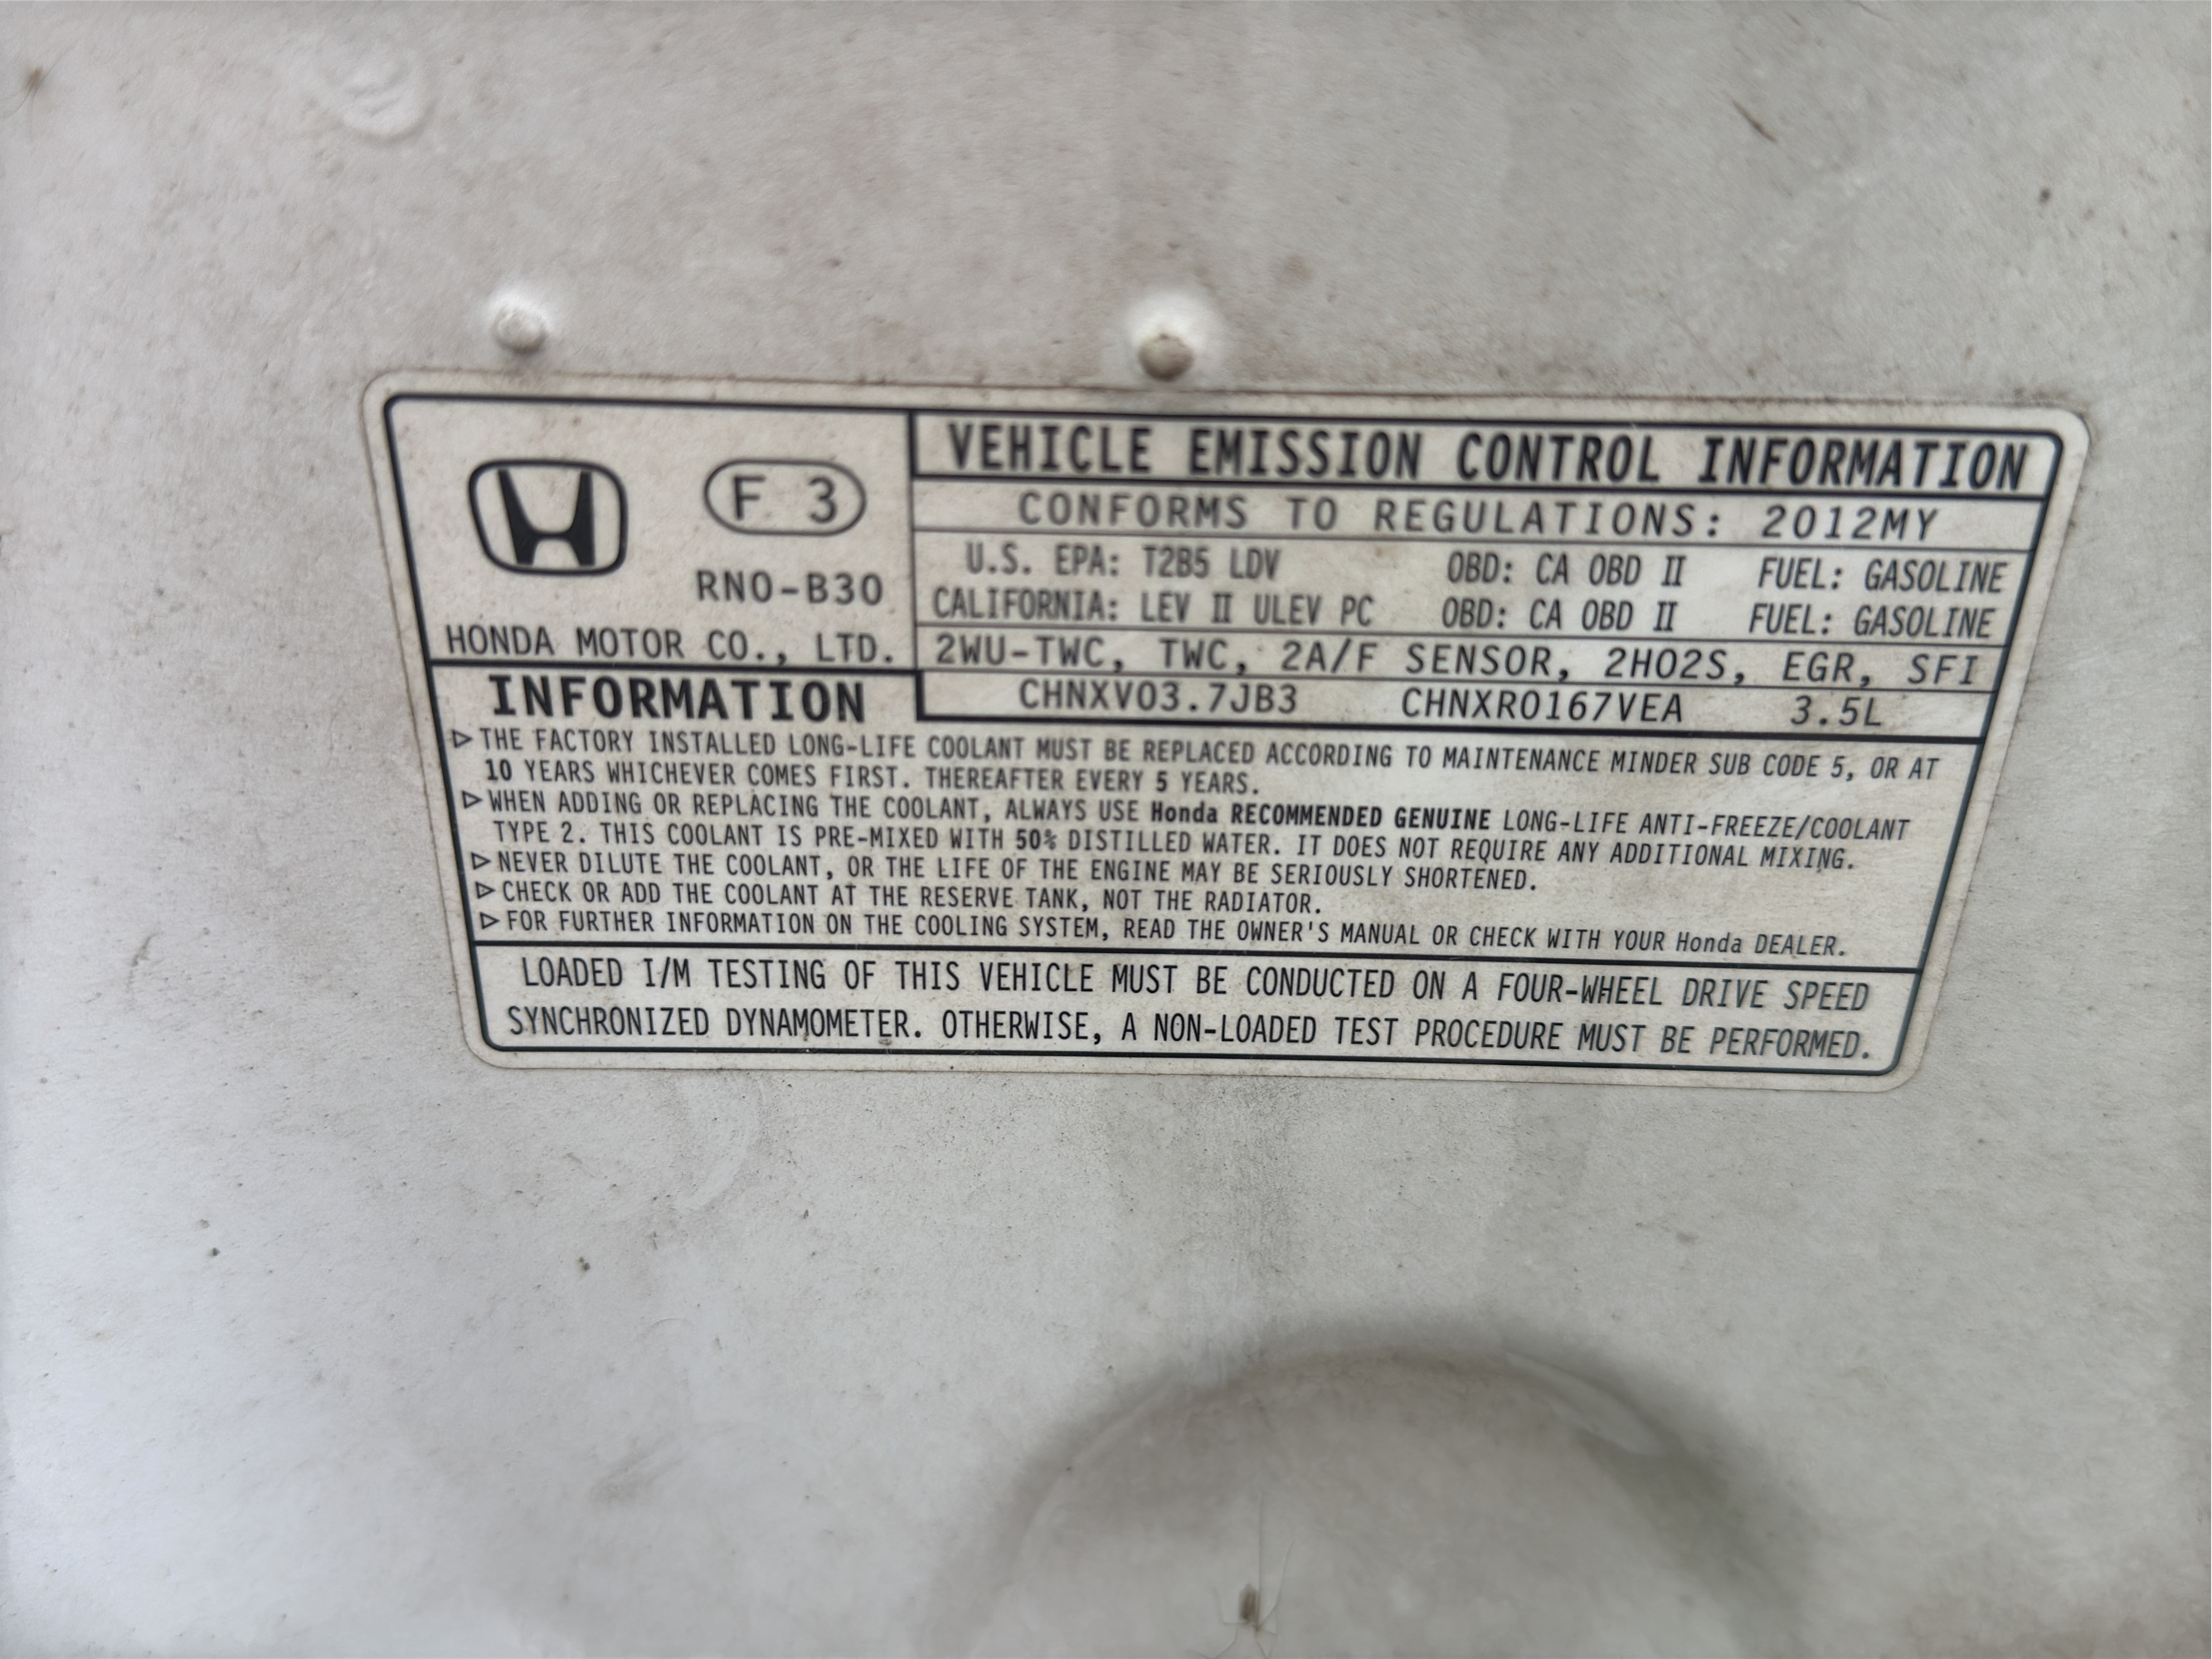 F 3
RNO-B30
HONDA MOTOR CO., LTD.
VEHICLE EMISSION CONTROL INFORMATION
CONFORMS TO REGULATIONS: 2012MY
U.S. EPA: T2B5 LDV OBD: CA OBD II FUEL: GASOLINE
CALIFORNIA: LEV II ULEV PC OBD: CA OBD II FUEL: GASOLINE
2WU-TWC, TWC, 2A/F SENSOR, 2HO2S, EGR, SFI
CHNXV03.7JB3 CHNXR0167VEA 3.5L
INFORMATION
▷THE FACTORY INSTALLED LONG-LIFE COOLANT MUST BE REPLACED ACCORDING TO MAINTENANCE MINDER SUB CODE 5, OR AT
10 YEARS WHICHEVER COMES FIRST. THEREAFTER EVERY 5 YEARS.
▷WHEN ADDING OR REPLACING THE COOLANT, ALWAYS USE Honda RECOMMENDED GENUINE LONG-LIFE ANTI-FREEZE/COOLANT
TYPE 2. THIS COOLANT IS PRE-MIXED WITH 50% DISTILLED WATER. IT DOES NOT REQUIRE ANY ADDITIONAL MIXING.
▷NEVER DILUTE THE COOLANT, OR THE LIFE OF THE ENGINE MAY BE SERIOUSLY SHORTENED.
▷CHECK OR ADD THE COOLANT AT THE RESERVE TANK, NOT THE RADIATOR.
▷FOR FURTHER INFORMATION ON THE COOLING SYSTEM, READ THE OWNER'S MANUAL OR CHECK WITH YOUR Honda DEALER.
LOADED I/M TESTING OF THIS VEHICLE MUST BE CONDUCTED ON A FOUR-WHEEL DRIVE SPEED
SYNCHRONIZED DYNAMOMETER. OTHERWISE, A NON-LOADED TEST PROCEDURE MUST BE PERFORMED.